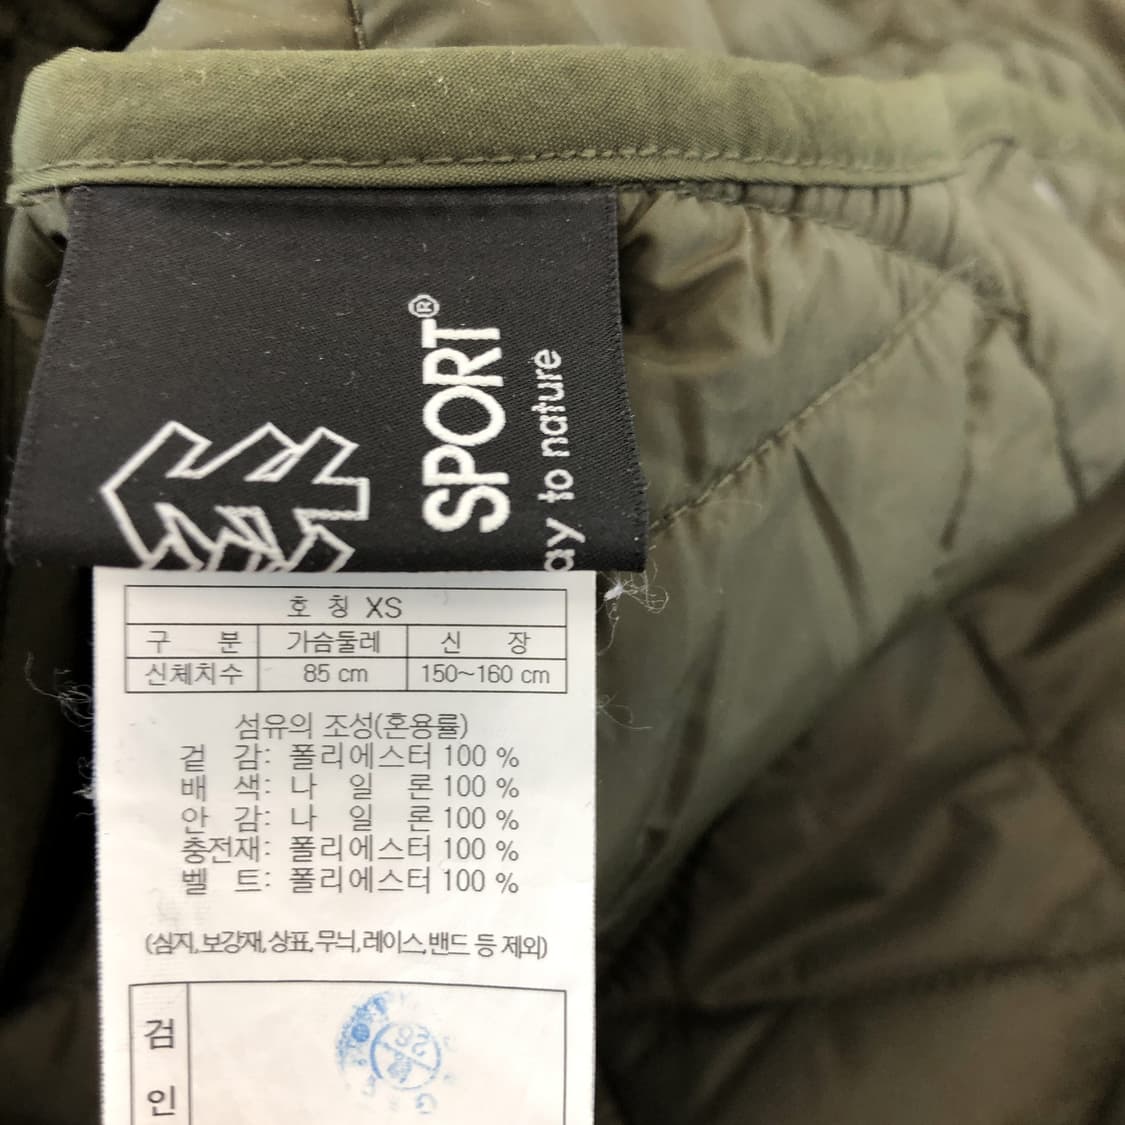 SPORT®
ay to nature
호 칭 XS
구 분 가슴둘레 신 장
신체치수 85 cm 150~160 cm
섬유의 조성(혼용률)
겉 감: 폴리에스터 100 %
배 색: 나 일 론 100 %
안 감: 나 일 론 100 %
충전재: 폴리에스터 100 %
벨 트: 폴리에스터 100 %
(심지,보강재,상표,무늬,레이스,밴드 등 제외)
검
인